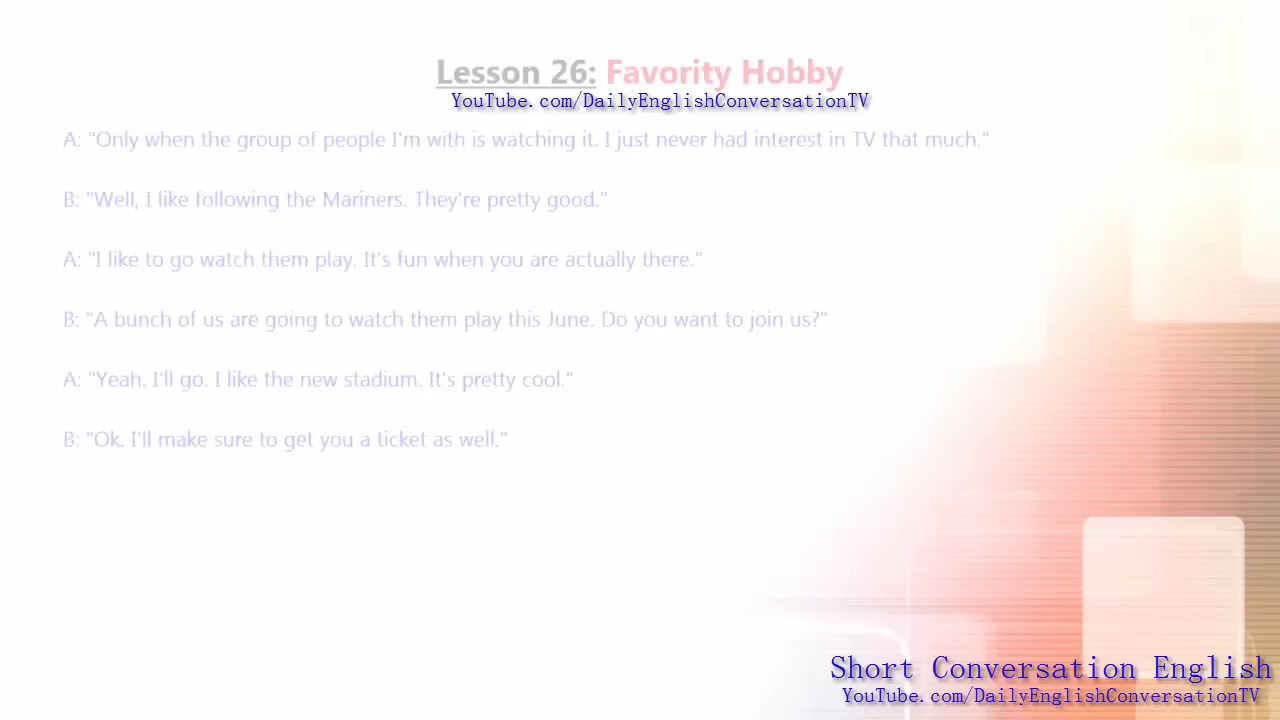 Lesson 26: Favority Hobby
YouTube.com/DailyEnglishConversationTV
A: "Only when the group of people I'm with is watching it. I just never had interest in TV that much."
B: "Well, I like following the Mariners. They're pretty good."
A: "I like to go watch them play. It's fun when you are actually there."
B: "A bunch of us are going to watch them play this June. Do you want to join us?"
A: "Yeah. I'll go. I like the new stadium. It's pretty cool."
B: "Ok. I'll make sure to get you a ticket as well."
Short Conversation English
YouTube.com/DailyEnglishConversationTV